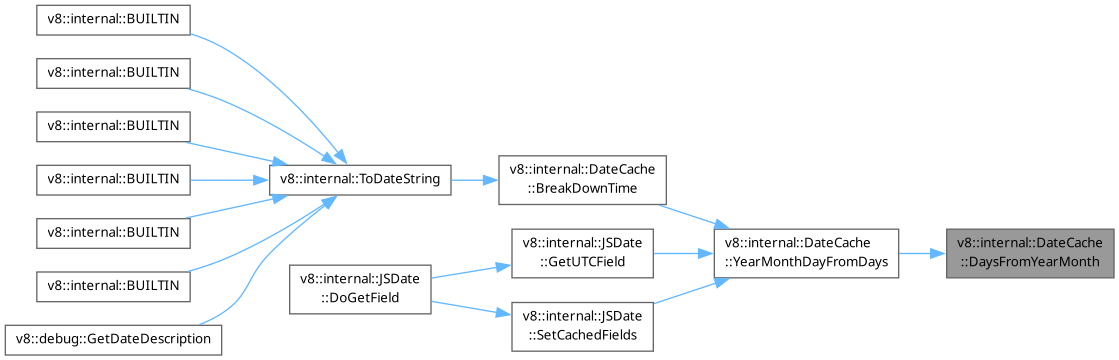 v8::internal::BUILTIN
v8::internal::BUILTIN
v8::internal::BUILTIN
v8::internal::BUILTIN
v8::internal::BUILTIN
v8::internal::BUILTIN
v8::debug::GetDateDescription
v8::internal::ToDateString
v8::internal::JSDate
::DoGetField
v8::internal::DateCache
::BreakDownTime
v8::internal::JSDate
::GetUTCField
v8::internal::JSDate
::SetCachedFields
v8::internal::DateCache
::YearMonthDayFromDays
v8::internal::DateCache
::DaysFromYearMonth